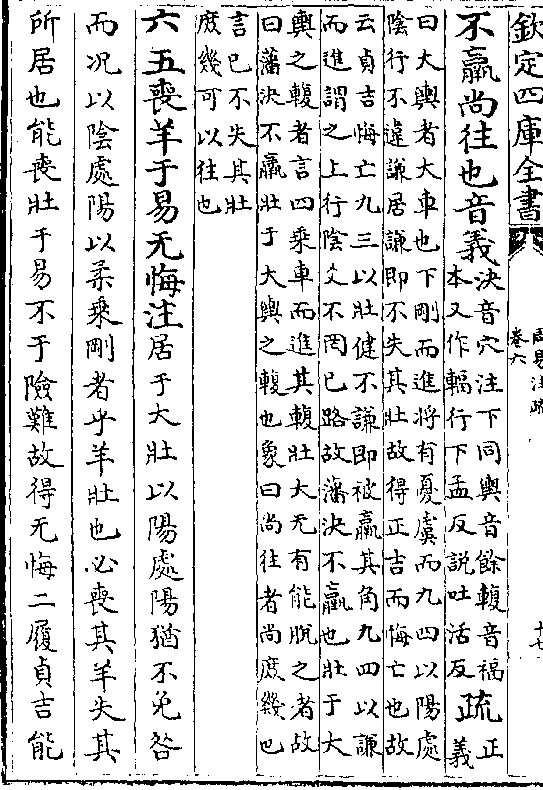 欽定四庫全書
周易注疏
卷六
十七
不羸尚往也音義
決音穴注下同輿音餘輹音福
本又作輻行下孟反說吐活反
疏
正
義
曰大輿者大車也下剛而進將有憂虞而九四以陽處
陰行不違謙居謙即不失其壯故得正吉而悔亡也故
云貞吉悔亡九三以壯健不謙即被羸其角九四以謙
而進謂之上行陰爻不罔已路故藩決不羸也壯于大
輿之輹者言四乘車而進其輹壯大无有能脫之者故
曰藩決不羸壯于大輿之輹也象曰尚往者尚庶幾也
言已不失其壯
庶幾可以往也
六五喪羊于易无悔注居于大壯以陽處陽猶不免咎
而况以陰處陽以柔乘剛者乎羊壯也必喪其羊失其
所居也能喪壯于易不于險難故得无悔二履貞吉能